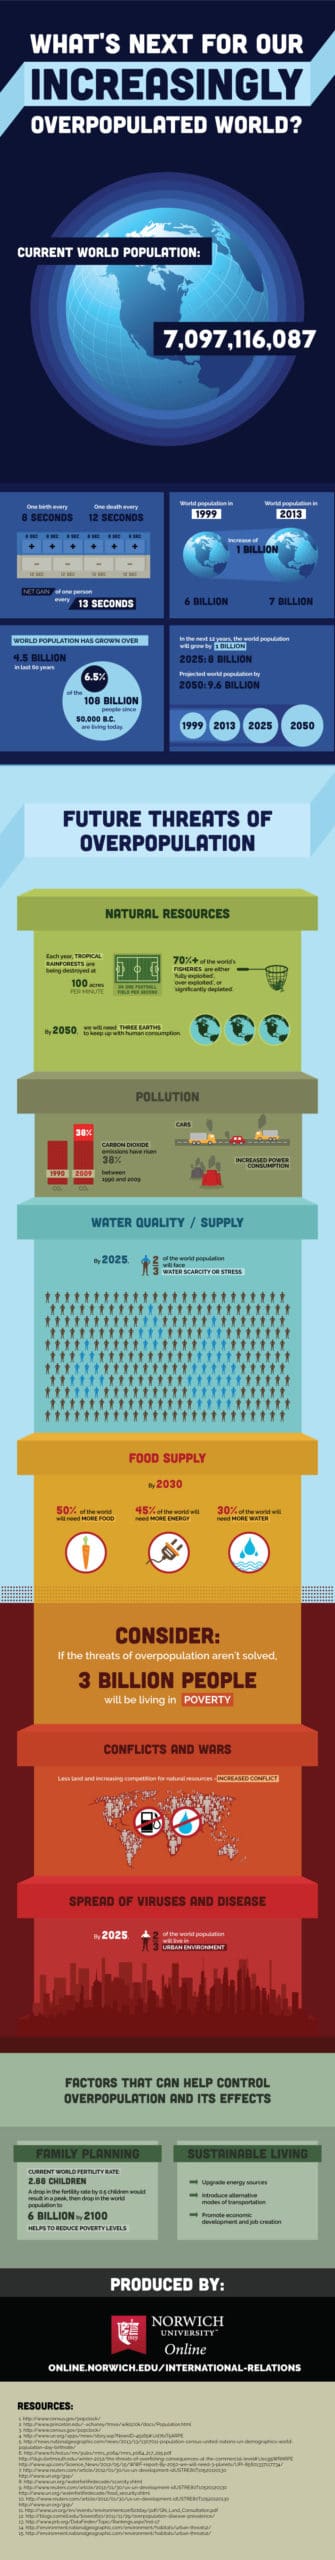 WHAT'S NEXT FOR OUR
INCREASINGLY
OVERPOPULATED WORLD?
CURRENT WORLD POPULATION:
7,097,116,087
One birth every
8 SECONDS
One death every
12 SECONDS
8 SEC 8 SEC 8 SEC 8 SEC 8 SEC 8 SEC
+ + + + + +
- - - -
12 SEC 12 SEC 12 SEC 12 SEC
NET GAIN of one person
every 13 SECONDS
World population in
1999
World population in
2013
Increase of
1 BILLION
6 BILLION
7 BILLION
WORLD POPULATION HAS GROWN OVER
4.5 BILLION
in last 60 years
6.5%
of the
108 BILLION
people since
50,000 B.C.
are living today.
In the next 12 years, the world population
will grow by 1 BILLION
2025: 8 BILLION
Projected world population by
2050: 9.6 BILLION
1999 2013 2025 2050
FUTURE THREATS OF
OVERPOPULATION
NATURAL RESOURCES
Each year, TROPICAL
RAINFORESTS are
being destroyed at
100 acres
PER MINUTE
OR ONE FOOTBALL
FIELD PER SECOND
70%+ of the world's
FISHERIES are either
'fully exploited',
'over exploited', or
'significantly depleted'.
By 2050, we will need THREE EARTHS
to keep up with human consumption.
POLLUTION
38%
1990 2009
CO₂ CO₂
CARBON DIOXIDE
emissions have risen
38%
between
1990 and 2009
CARS
INCREASED POWER
CONSUMPTION
WATER QUALITY / SUPPLY
By 2025,
2
3
of the world population
will face
WATER SCARCITY OR STRESS
FOOD SUPPLY
By 2030
50% of the world
will need MORE FOOD
45% of the world will
need MORE ENERGY
30% of the world will
need MORE WATER
CONSIDER:
If the threats of overpopulation aren't solved,
3 BILLION PEOPLE
will be living in POVERTY
CONFLICTS AND WARS
Less land and increasing competition for natural resources = INCREASED CONFLICT
SPREAD OF VIRUSES AND DISEASE
By 2025,
2
3
of the world population
will live in
URBAN ENVIRONMENT
FACTORS THAT CAN HELP CONTROL
OVERPOPULATION AND ITS EFFECTS
FAMILY PLANNING
CURRENT WORLD FERTILITY RATE:
2.88 CHILDREN
A drop in the fertility rate by 0.5 children would
result in a peak, then drop in the world
population to
6 BILLION by 2100
HELPS TO REDUCE POVERTY LEVELS
SUSTAINABLE LIVING
Upgrade energy sources
Introduce alternative
modes of transportation
Promote economic
development and job creation
PRODUCED BY:
1819
NORWICH
UNIVERSITY™
Online
ONLINE.NORWICH.EDU/INTERNATIONAL-RELATIONS
RESOURCES:
1. http://www.census.gov/popclock/